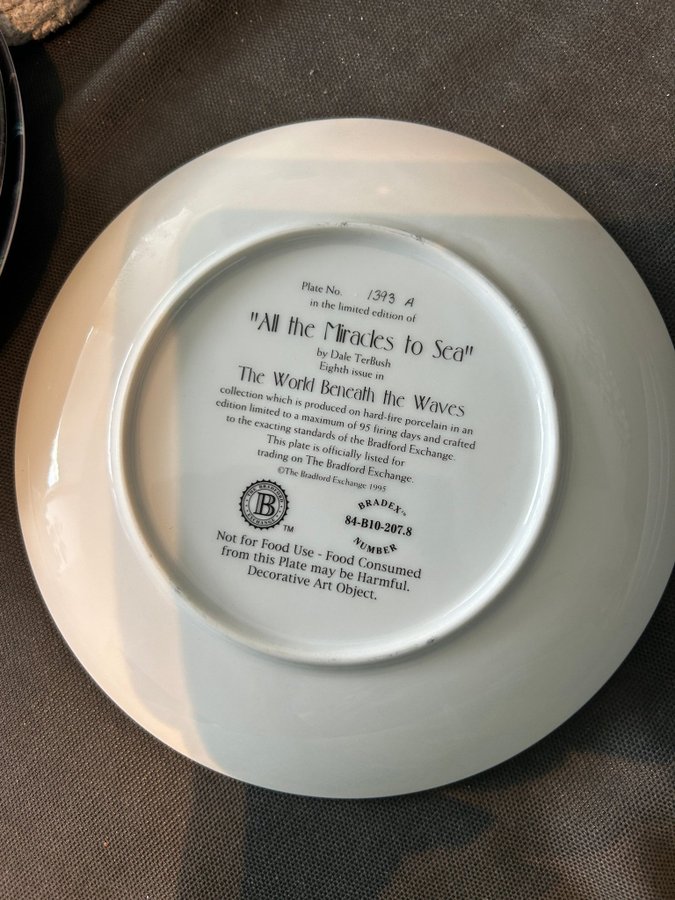 Plate No. 1393 A
in the limited edition of
"All the Miracles to Sea"
by Dale TerBush
Eighth issue in
The World Beneath the Waves
collection which is produced on hard-fire porcelain in an
edition limited to a maximum of 95 firing days and crafted
to the exacting standards of the Bradford Exchange.
This plate is officially listed for
trading on The Bradford Exchange.
©The Bradford Exchange 1995
THE BRADFORD EXCHANGE
B
TM
BRADEX
84-B10-207.8
NUMBER
Not for Food Use - Food Consumed
from this Plate may be Harmful.
Decorative Art Object.